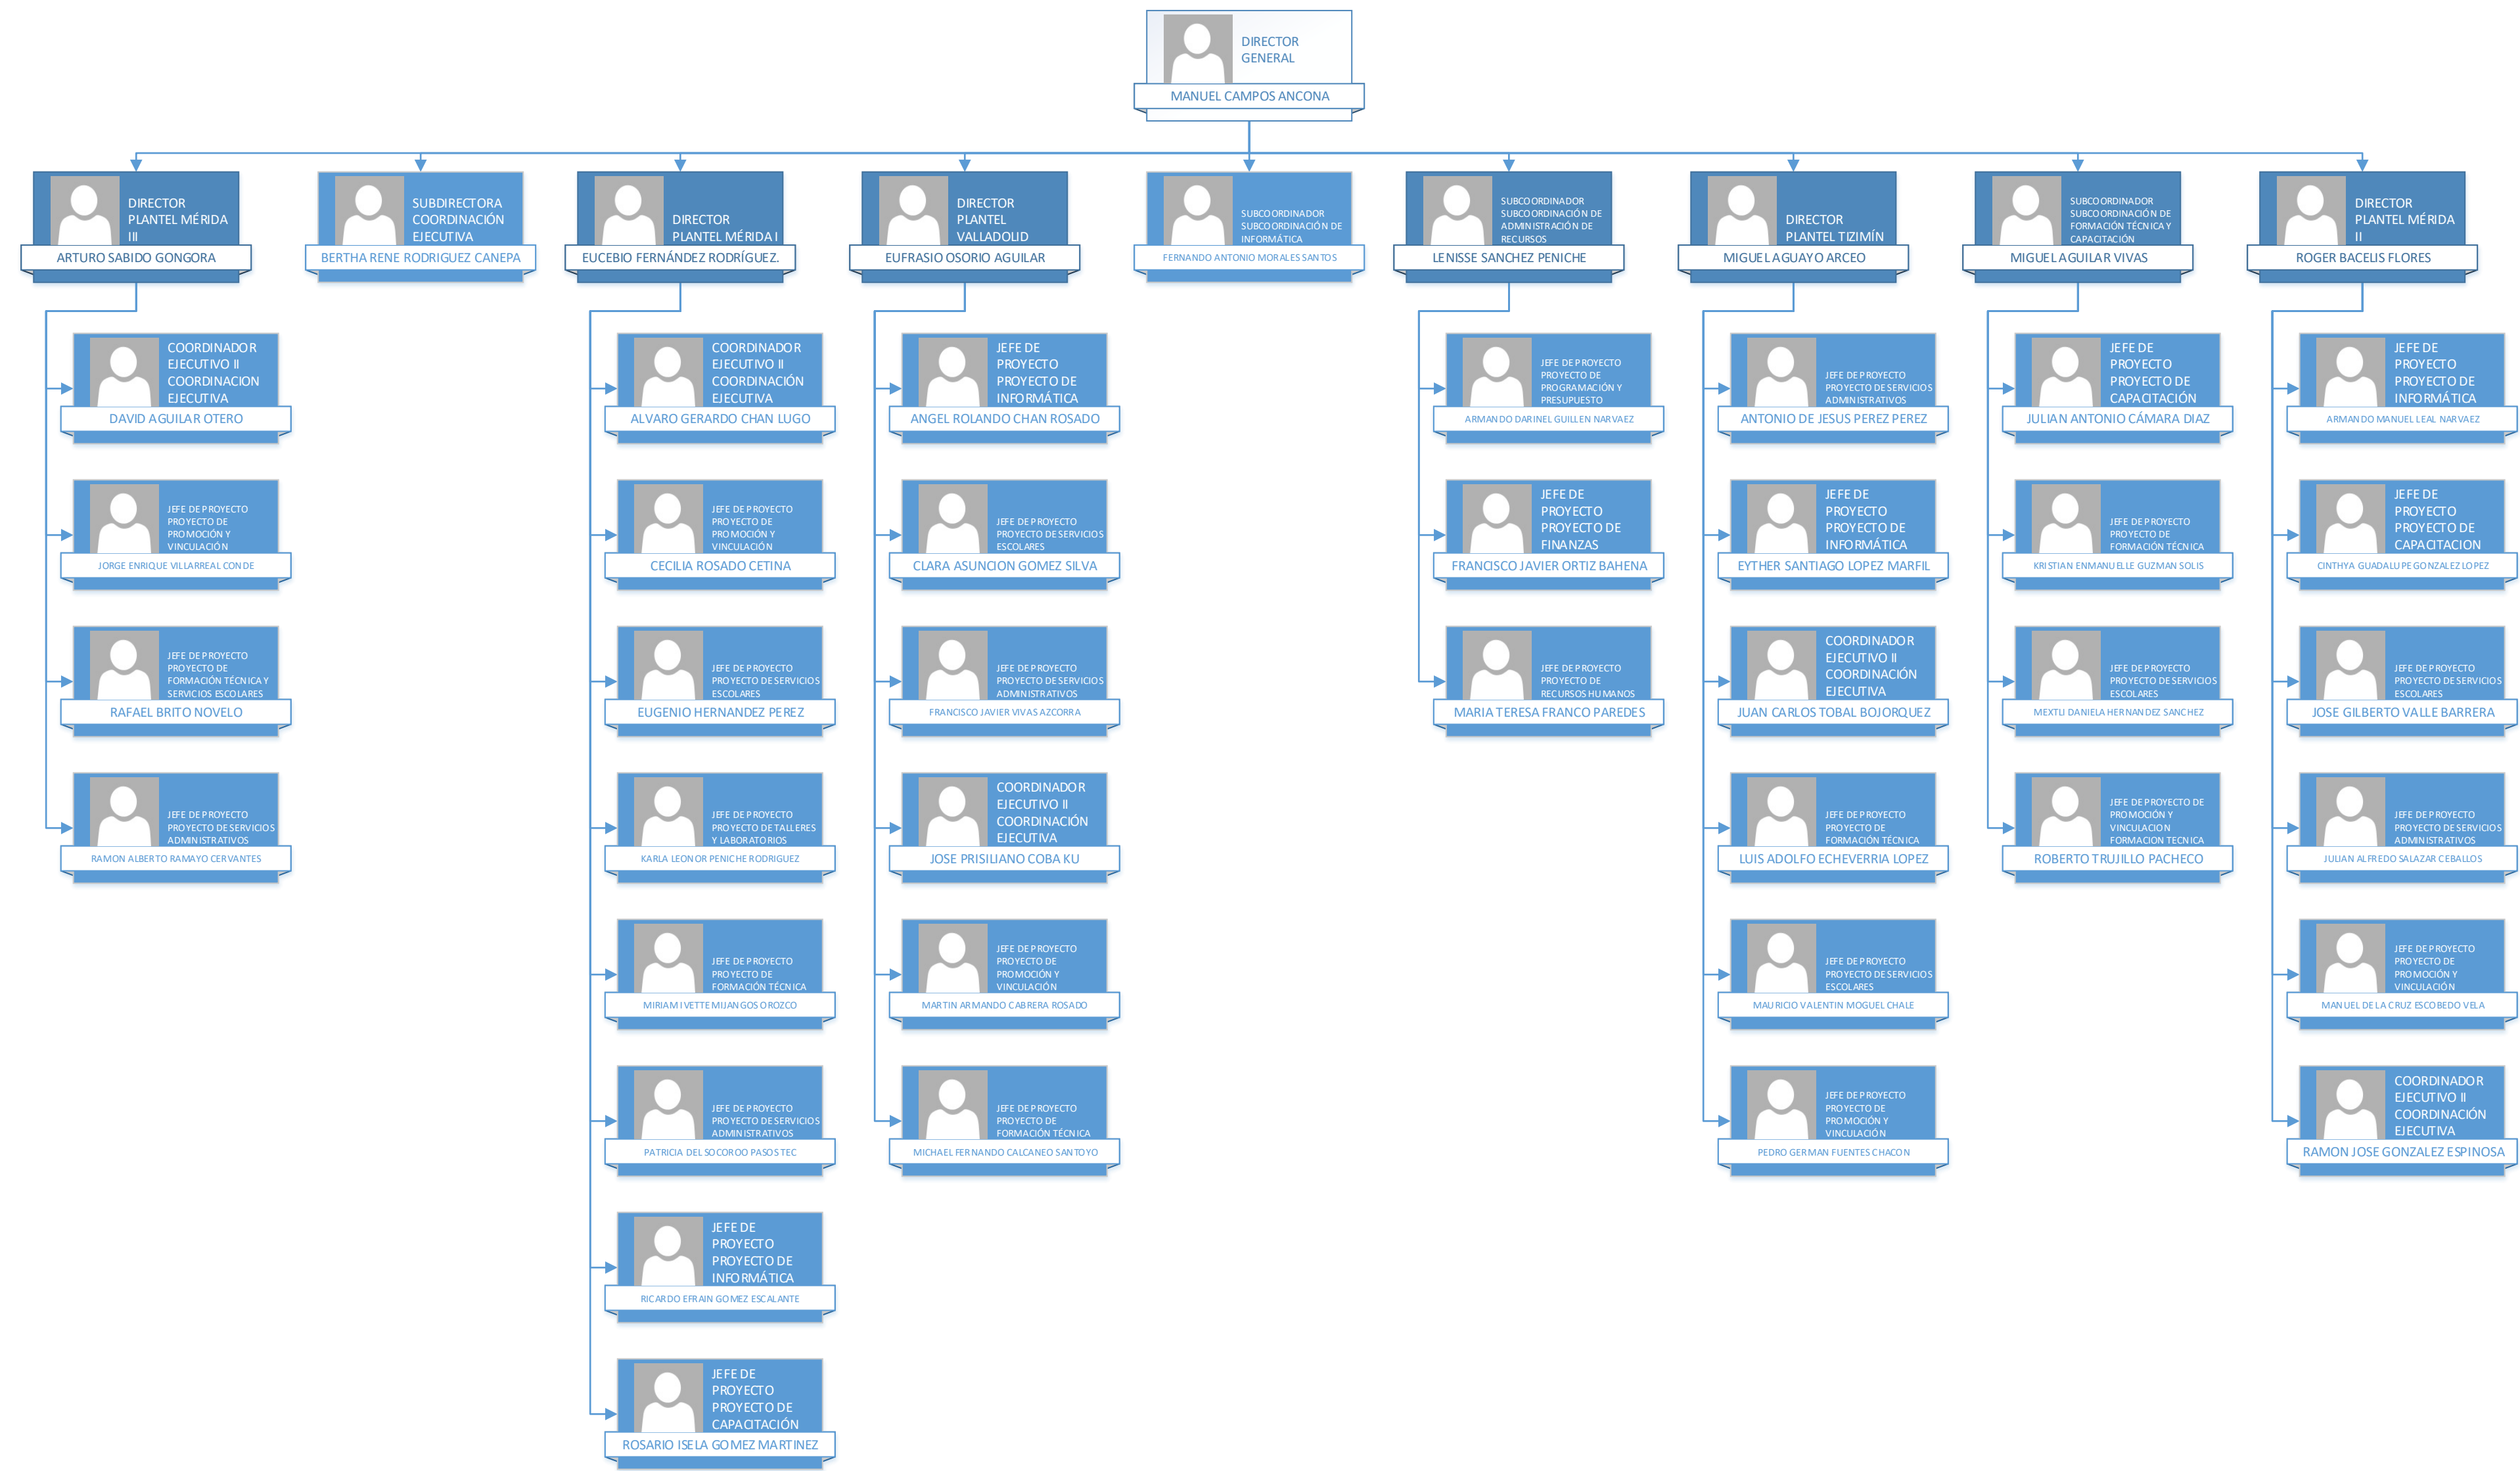 DIRECTOR
GENERAL
MANUEL CAMPOS ANCONA
DIRECTOR
PLANTEL MÉRIDA
III
ARTURO SABIDO GONGORA
SUBDIRECTORA
COORDINACIÓN
EJECUTIVA
BERTHA RENE RODRIGUEZ CANEPA
DIRECTOR
PLANTEL MÉRIDA I
EUCEBIO FERNÁNDEZ RODRÍGUEZ.
DIRECTOR
PLANTEL
VALLADOLID
EUFRASIO OSORIO AGUILAR
SUBCOORDINADOR
SUBCOORDINACIÓN DE
INFORMÁTICA
FERNANDO ANTONIO MORALES SANTOS
SUBCOORDINADOR
SUBCOORDINACIÓN DE
ADMINISTRACIÓN DE
RECURSOS
LENISSE SANCHEZ PENICHE
DIRECTOR
PLANTEL TIZIMÍN
MIGUEL AGUAYO ARCEO
SUBCOORDINADOR
SUBCOORDINACIÓN DE
FORMACIÓN TÉCNICA Y
CAPACITACIÓN
MIGUEL AGUILAR VIVAS
DIRECTOR
PLANTEL MÉRIDA
II
ROGER BACELIS FLORES
COORDINADOR
EJECUTIVO II
COORDINACION
EJECUTIVA
DAVID AGUILAR OTERO
JEFE DE PROYECTO
PROYECTO DE
PROMOCIÓN Y
VINCULACIÓN
JORGE ENRIQUE VILLARREAL CONDE
JEFE DE PROYECTO
PROYECTO DE
FORMACIÓN TÉCNICA Y
SERVICIOS ESCOLARES
RAFAEL BRITO NOVELO
JEFE DE PROYECTO
PROYECTO DE SERVICIOS
ADMINISTRATIVOS
RAMON ALBERTO RAMAYO CERVANTES
COORDINADOR
EJECUTIVO II
COORDINACIÓN
EJECUTIVA
ALVARO GERARDO CHAN LUGO
JEFE DE PROYECTO
PROYECTO DE
PROMOCIÓN Y
VINCULACIÓN
CECILIA ROSADO CETINA
JEFE DE PROYECTO
PROYECTO DE SERVICIOS
ESCOLARES
EUGENIO HERNANDEZ PEREZ
JEFE DE PROYECTO
PROYECTO DE TALLERES
Y LABORATORIOS
KARLA LEONOR PENICHE RODRIGUEZ
JEFE DE PROYECTO
PROYECTO DE
FORMACIÓN TÉCNICA
MIRIAM IVETTE MIJANGOS OROZCO
JEFE DE PROYECTO
PROYECTO DE SERVICIOS
ADMINISTRATIVOS
PATRICIA DEL SOCOROO PASOS TEC
JEFE DE
PROYECTO
PROYECTO DE
INFORMÁTICA
RICARDO EFRAIN GOMEZ ESCALANTE
JEFE DE
PROYECTO
PROYECTO DE
CAPACITACIÓN
ROSARIO ISELA GOMEZ MARTINEZ
JEFE DE
PROYECTO
PROYECTO DE
INFORMÁTICA
ANGEL ROLANDO CHAN ROSADO
JEFE DE PROYECTO
PROYECTO DE SERVICIOS
ESCOLARES
CLARA ASUNCION GOMEZ SILVA
JEFE DE PROYECTO
PROYECTO DE SERVICIOS
ADMINISTRATIVOS
FRANCISCO JAVIER VIVAS AZCORRA
COORDINADOR
EJECUTIVO II
COORDINACIÓN
EJECUTIVA
JOSE PRISILIANO COBA KU
JEFE DE PROYECTO
PROYECTO DE
PROMOCIÓN Y
VINCULACIÓN
MARTIN ARMANDO CABRERA ROSADO
JEFE DE PROYECTO
PROYECTO DE
FORMACIÓN TÉCNICA
MICHAEL FERNANDO CALCANEO SANTOYO
JEFE DE PROYECTO
PROYECTO DE
PROGRAMACIÓN Y
PRESUPUESTO
ARMANDO DARINEL GUILLEN NARVAEZ
JEFE DE
PROYECTO
PROYECTO DE
FINANZAS
FRANCISCO JAVIER ORTIZ BAHENA
JEFE DE PROYECTO
PROYECTO DE
RECURSOS HUMANOS
MARIA TERESA FRANCO PAREDES
JEFE DE PROYECTO
PROYECTO DE SERVICIOS
ADMINISTRATIVOS
ANTONIO DE JESUS PEREZ PEREZ
JEFE DE
PROYECTO
PROYECTO DE
INFORMÁTICA
EYTHER SANTIAGO LOPEZ MARFIL
COORDINADOR
EJECUTIVO II
COORDINACIÓN
EJECUTIVA
JUAN CARLOS TOBAL BOJORQUEZ
JEFE DE PROYECTO
PROYECTO DE
FORMACIÓN TÉCNICA
LUIS ADOLFO ECHEVERRIA LOPEZ
JEFE DE PROYECTO
PROYECTO DE SERVICIOS
ESCOLARES
MAURICIO VALENTIN MOGUEL CHALE
JEFE DE PROYECTO
PROYECTO DE
PROMOCIÓN Y
VINCULACIÓN
PEDRO GERMAN FUENTES CHACON
JEFE DE
PROYECTO
PROYECTO DE
CAPACITACIÓN
JULIAN ANTONIO CÁMARA DIAZ
JEFE DE PROYECTO
PROYECTO DE
FORMACIÓN TÉCNICA
KRISTIAN ENMANUELLE GUZMAN SOLIS
JEFE DE PROYECTO
PROYECTO DE SERVICIOS
ESCOLARES
MEXTLI DANIELA HERNANDEZ SANCHEZ
JEFE DE PROYECTO DE
PROMOCIÓN Y
VINCULACION
FORMACION TECNICA
ROBERTO TRUJILLO PACHECO
JEFE DE
PROYECTO
PROYECTO DE
INFORMÁTICA
ARMANDO MANUEL LEAL NARVAEZ
JEFE DE
PROYECTO
PROYECTO DE
CAPACITACION
CINTHYA GUADALUPE GONZALEZ LOPEZ
JEFE DE PROYECTO
PROYECTO DE SERVICIOS
ESCOLARES
JOSE GILBERTO VALLE BARRERA
JEFE DE PROYECTO
PROYECTO DE SERVICIOS
ADMINISTRATIVOS
JULIAN ALFREDO SALAZAR CEBALLOS
JEFE DE PROYECTO
PROYECTO DE
PROMOCIÓN Y
VINCULACIÓN
MANUEL DE LA CRUZ ESCOBEDO VELA
COORDINADOR
EJECUTIVO II
COORDINACIÓN
EJECUTIVA
RAMON JOSE GONZALEZ ESPINOSA